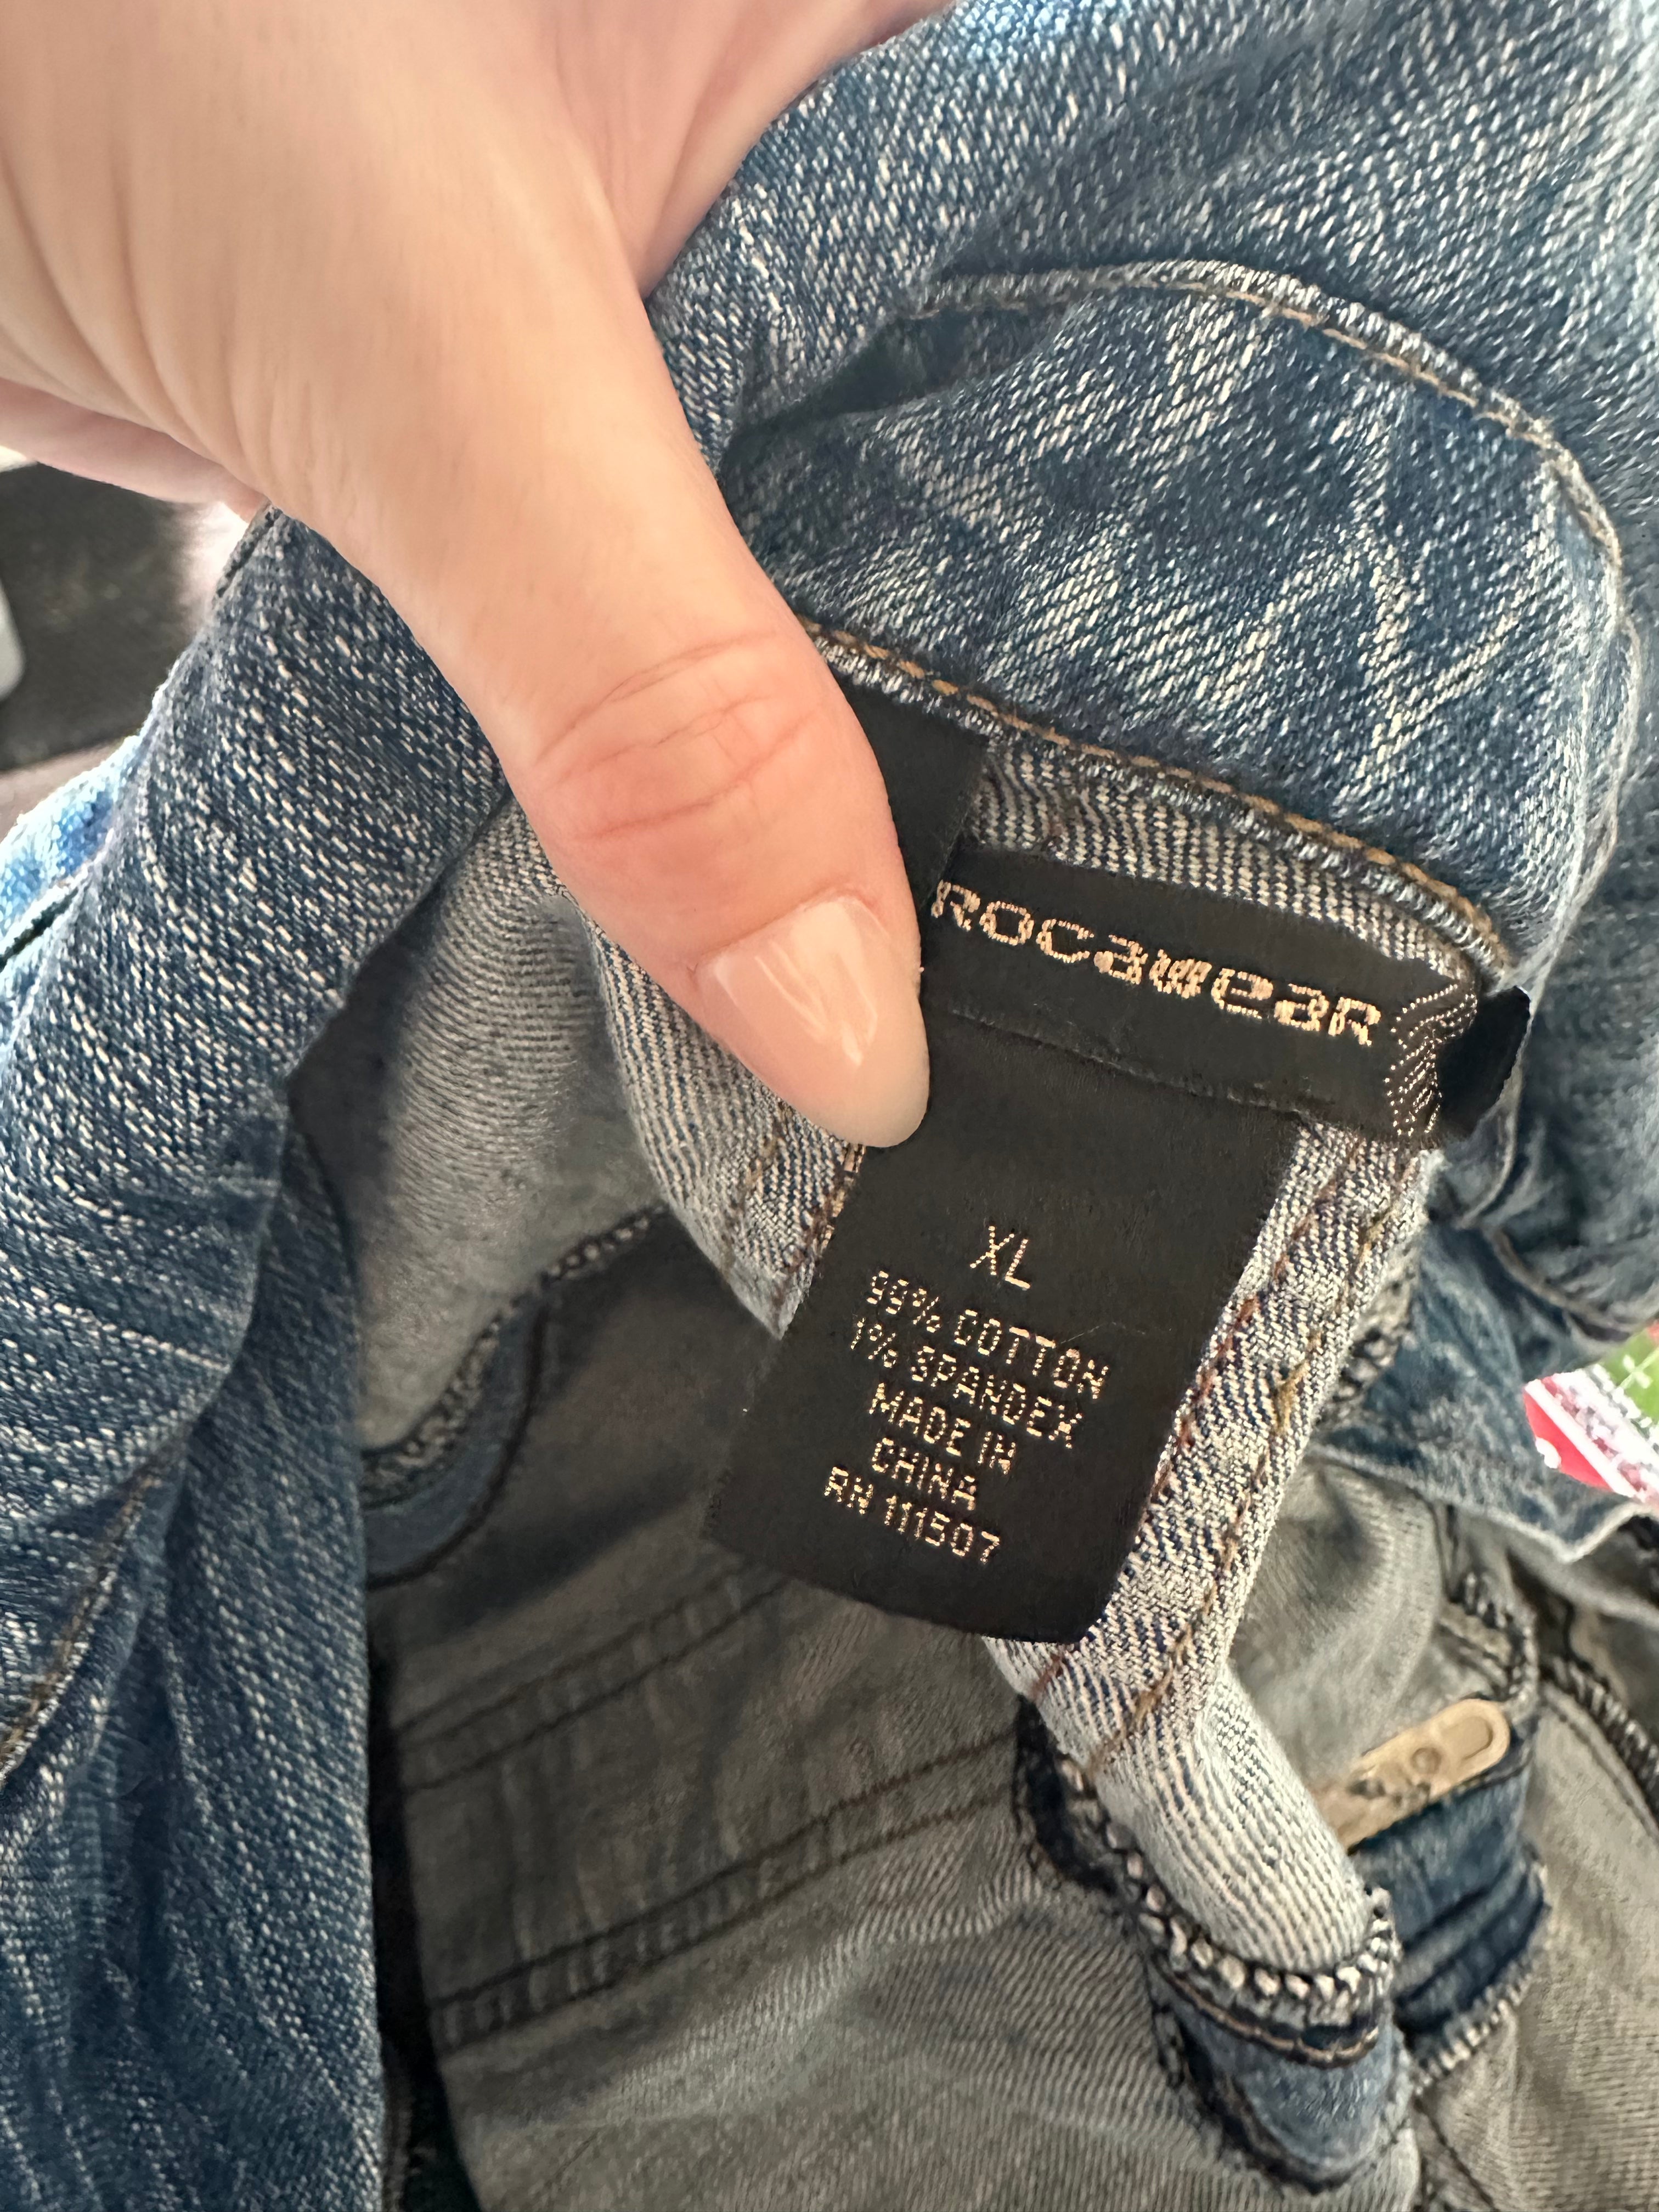 Rocawear
XL
99% COTTON
1% SPANDEX
MADE IN
CHINA
RN 111507